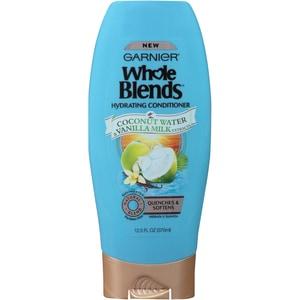 NEW
GARNIER
Whole
Blends
HYDRATING CONDITIONER
COCONUT WATER
& VANILLA MILK
QUENCHES &
SOFTENS
12.5 FL OZ (370ml)